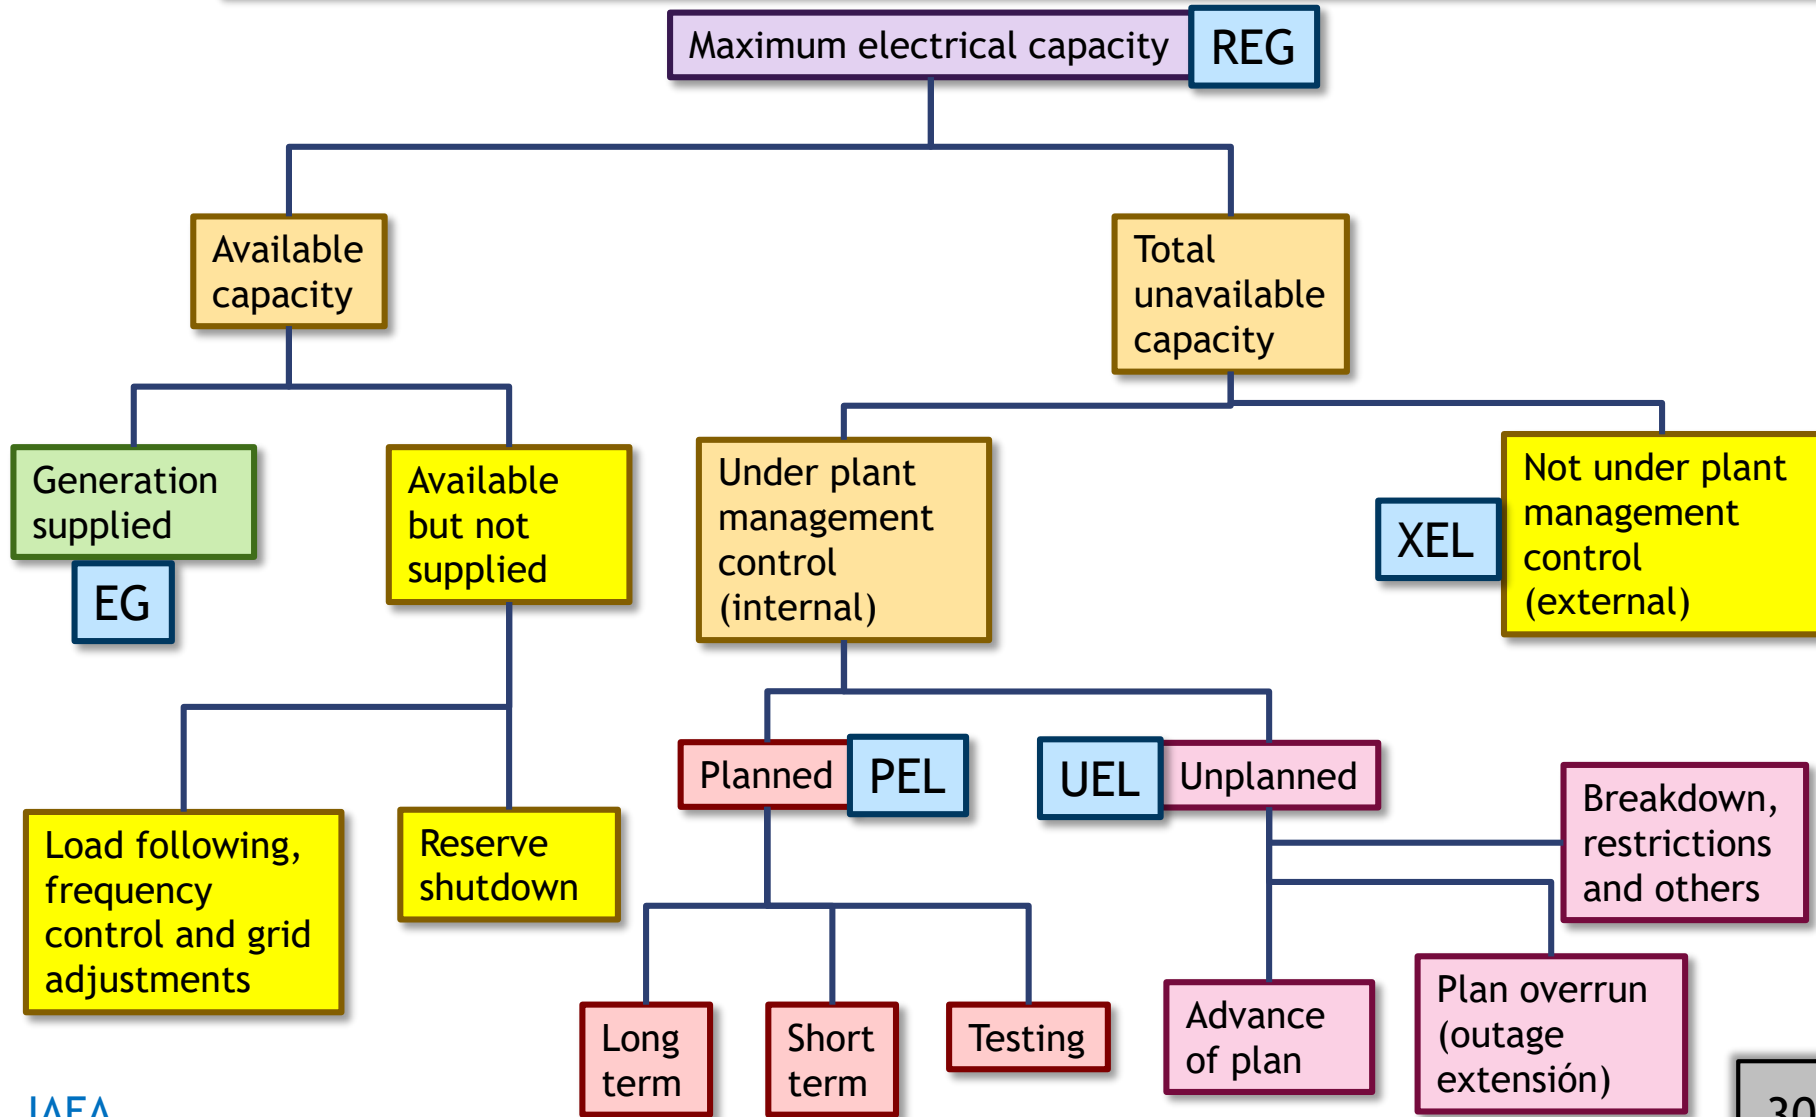 Maximum electrical capacity
REG
Available
capacity
Total
unavailable
capacity
Generation
supplied
EG
Available
but not
supplied
Under plant
management
control
(internal)
XEL
Not under plant
management
control
(external)
Planned
PEL
UEL
Unplanned
Breakdown,
restrictions
and others
Load following,
frequency
control and grid
adjustments
Reserve
shutdown
Long
term
Short
term
Testing
Advance
of plan
Plan overrun
(outage
extensión)
IAEA
30